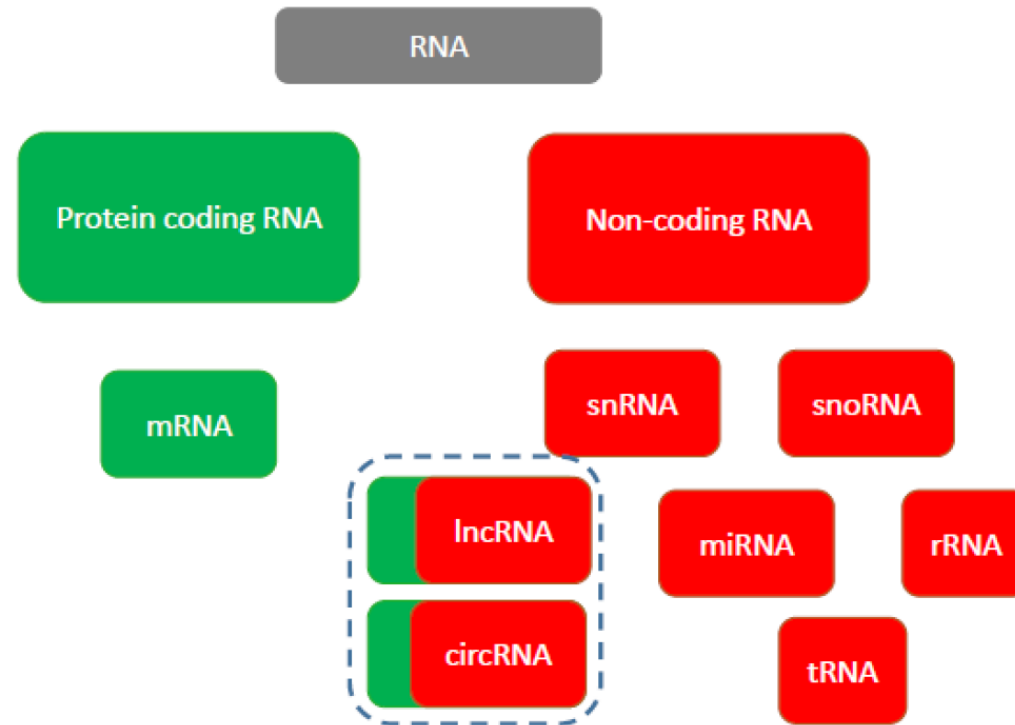 RNA
Protein coding RNA
Non-coding RNA
snRNA
snoRNA
mRNA
lncRNA
miRNA
rRNA
circRNA
tRNA